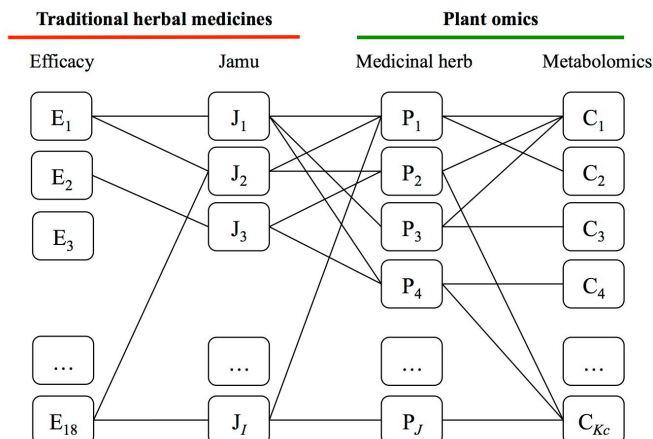 Traditional herbal medicines Plant omics
Efficacy Jamu Medicinal herb Metabolomics
E1 J1 P1 C1
E2 J2 P2 C2
E3 J3 P3 C3
P4 C4
... ... ... ...
E18 JI PJ CKc